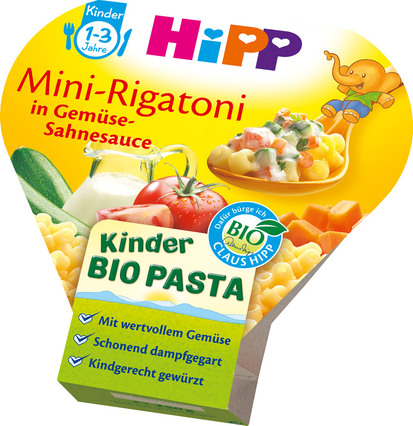 Kinder
1-3
Jahre
HiPP
Mini-Rigatoni
in Gemüse-
Sahnesauce
Dafür bürge ich
BIO
CLAUS HIPP
Kinder
BIO PASTA
Mit wertvollem Gemüse
Schonend dampfgegart
Kindgerecht gewürzt